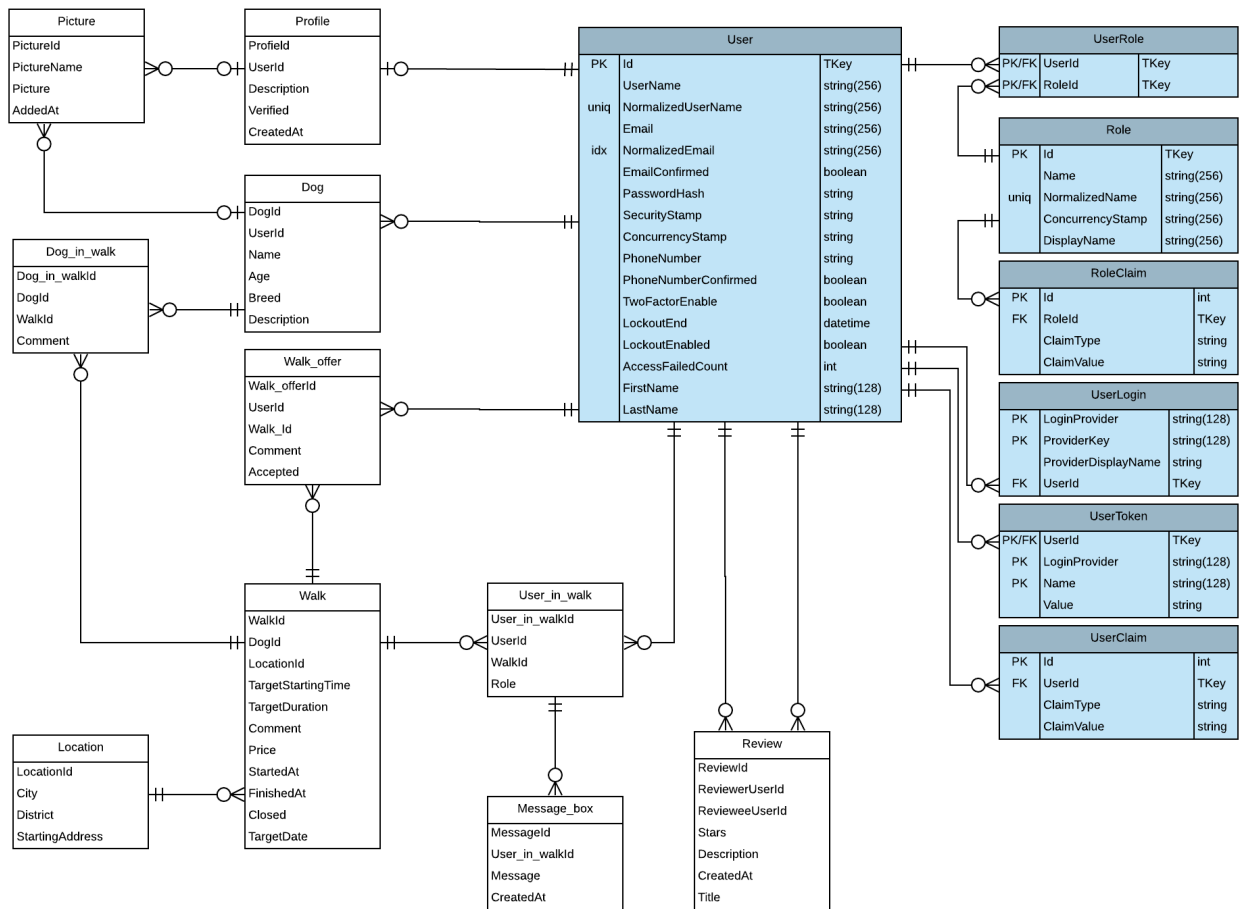 Picture
PictureId
PictureName
Picture
AddedAt
Profile
ProfieId
UserId
Description
Verified
CreatedAt
User
PK Id TKey
UserName string(256)
uniq NormalizedUserName string(256)
Email string(256)
idx NormalizedEmail string(256)
EmailConfirmed boolean
PasswordHash string
SecurityStamp string
ConcurrencyStamp string
PhoneNumber string
PhoneNumberConfirmed boolean
TwoFactorEnable boolean
LockoutEnd datetime
LockoutEnabled boolean
AccessFailedCount int
FirstName string(128)
LastName string(128)
UserRole
PK/FK UserId TKey
PK/FK RoleId TKey
Role
PK Id TKey
Name string(256)
uniq NormalizedName string(256)
ConcurrencyStamp string(256)
DisplayName string(256)
RoleClaim
PK Id int
FK RoleId TKey
ClaimType string
ClaimValue string
UserLogin
PK LoginProvider string(128)
PK ProviderKey string(128)
ProviderDisplayName string
FK UserId TKey
UserToken
PK/FK UserId TKey
PK LoginProvider string(128)
PK Name string(128)
Value string
UserClaim
PK Id int
FK UserId TKey
ClaimType string
ClaimValue string
Dog
DogId
UserId
Name
Age
Breed
Description
Dog_in_walk
Dog_in_walkId
DogId
WalkId
Comment
Walk_offer
Walk_offerId
UserId
Walk_Id
Comment
Accepted
Walk
WalkId
DogId
LocationId
TargetStartingTime
TargetDuration
Comment
Price
StartedAt
FinishedAt
Closed
TargetDate
User_in_walk
User_in_walkId
UserId
WalkId
Role
Location
LocationId
City
District
StartingAddress
Message_box
MessageId
User_in_walkId
Message
CreatedAt
Review
ReviewId
ReviewerUserId
RevieweeUserId
Stars
Description
CreatedAt
Title